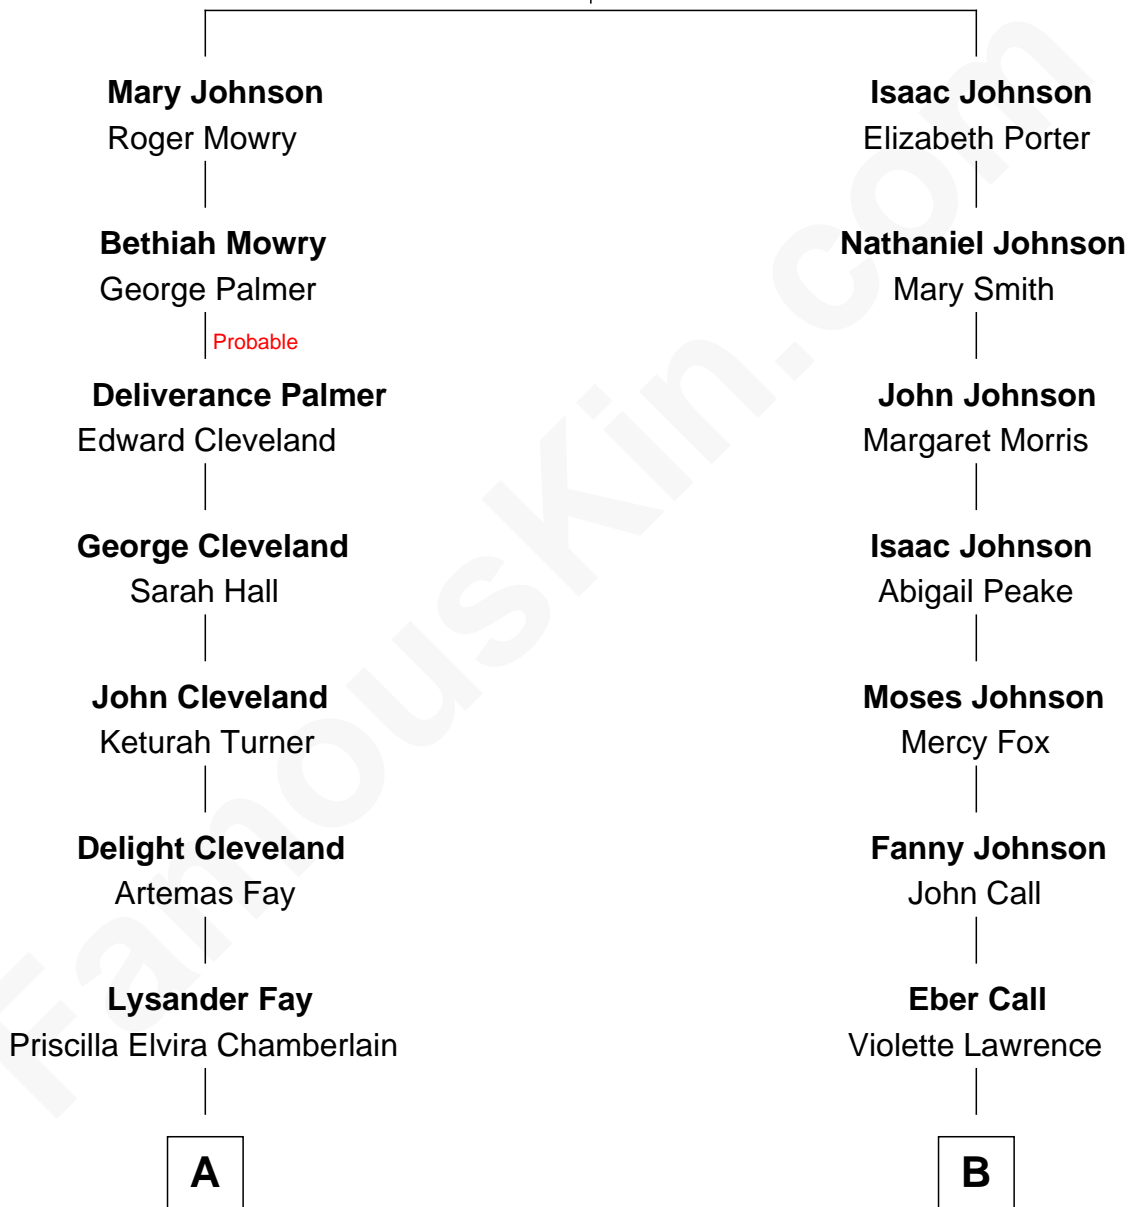 Mary Johnson
Roger Mowry
Isaac Johnson
Elizabeth Porter
Bethiah Mowry
George Palmer
Nathaniel Johnson
Mary Smith
Probable
Deliverance Palmer
Edward Cleveland
John Johnson
Margaret Morris
George Cleveland
Sarah Hall
Isaac Johnson
Abigail Peake
John Cleveland
Keturah Turner
Moses Johnson
Mercy Fox
Delight Cleveland
Artemas Fay
Fanny Johnson
John Call
Lysander Fay
Priscilla Elvira Chamberlain
Eber Call
Violette Lawrence
A
B
FamousKin.com